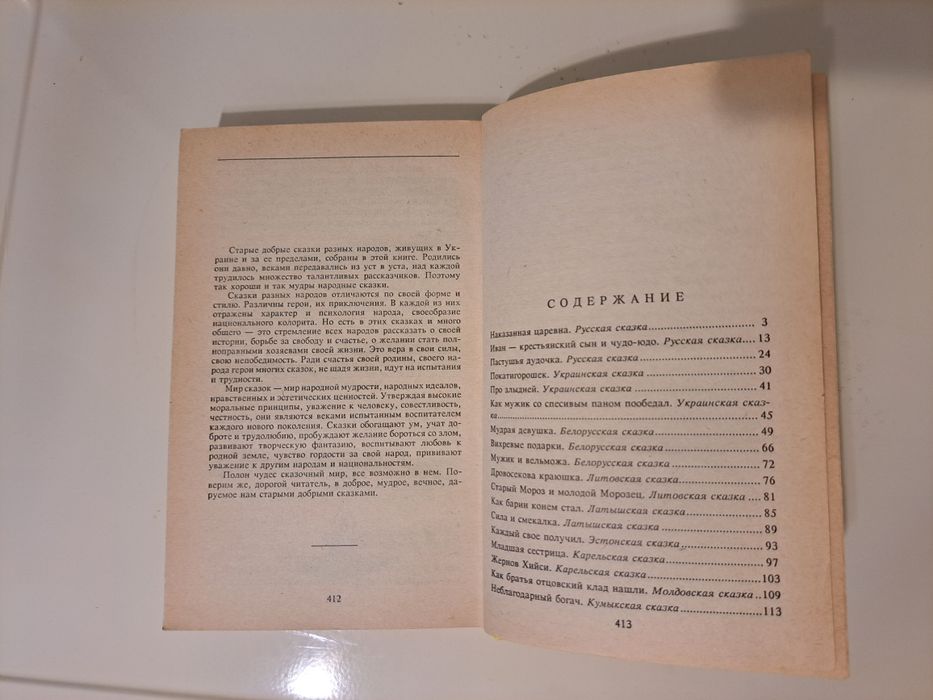 Старые добрые сказки разных народов, живущих в Ук-
раине и за ее пределами, собраны в этой книге. Родились
они давно, веками передавались из уст в уста, над каждой
трудилось множество талантливых рассказчиков. Поэтому
так хороши и так мудры народные сказки.
Сказки разных народов отличаются по своей форме и
стилю. Различны герои, их приключения. В каждой из них
отражены характер и психология народа, своеобразие
национального колорита. Но есть в этих сказках и много
общего — это стремление всех народов рассказать о своей
истории, борьбе за свободу и счастье, о желании стать пол-
ноправными хозяевами своей жизни. Это вера в свои силы,
свою непобедимость. Ради счастья своей родины, своего на-
рода герои многих сказок, не щадя жизни, идут на испытания
и трудности.
Мир сказок — мир народной мудрости, народных идеалов,
нравственных и эстетических ценностей. Утверждая высокие
моральные принципы, уважение к человеку, совестливость,
честность, они являются веками испытанным воспитателем
каждого нового поколения. Сказки обогащают ум, учат до-
броте и трудолюбию, пробуждают желание бороться со злом,
развивают творческую фантазию, воспитывают любовь к
родной земле, чувство гордости за свой народ, прививают
уважение к другим народам и национальностям.
Полон чудес сказочный мир, все возможно в нем. По-
верим же, дорогой читатель, в доброе, мудрое, вечное, да-
руемое нам старыми добрыми сказками.
412
СОДЕРЖАНИЕ
Наказанная царевна. Русская сказка........................ 3
Иван — крестьянский сын и чудо-юдо. Русская сказка.... 13
Пастушья дудочка. Русская сказка........................ 24
Покатигорошек. Украинская сказка........................ 30
Про злыдней. Украинская сказка........................ 41
Как мужик со спесивым паном пообедал. Украинская сказ-
ка........................ 45
Мудрая девушка. Белорусская сказка........................ 49
Вихревые подарки. Белорусская сказка........................ 66
Мужик и вельможа. Белорусская сказка........................ 72
Дровосекова краюшка. Литовская сказка........................ 76
Старый Мороз и молодой Морозец. Литовская сказка .... 81
Как барин конем стал. Латышская сказка........................ 85
Сила и смекалка. Латышская сказка........................ 89
Каждый свое получил. Эстонская сказка........................ 93
Младшая сестрица. Карельская сказка........................ 97
Жернов Хийси. Карельская сказка........................ 103
Как братья отцовский клад нашли. Молдовская сказка .. 109
Неблагодарный богач. Кумыкская сказка........................ 113
413